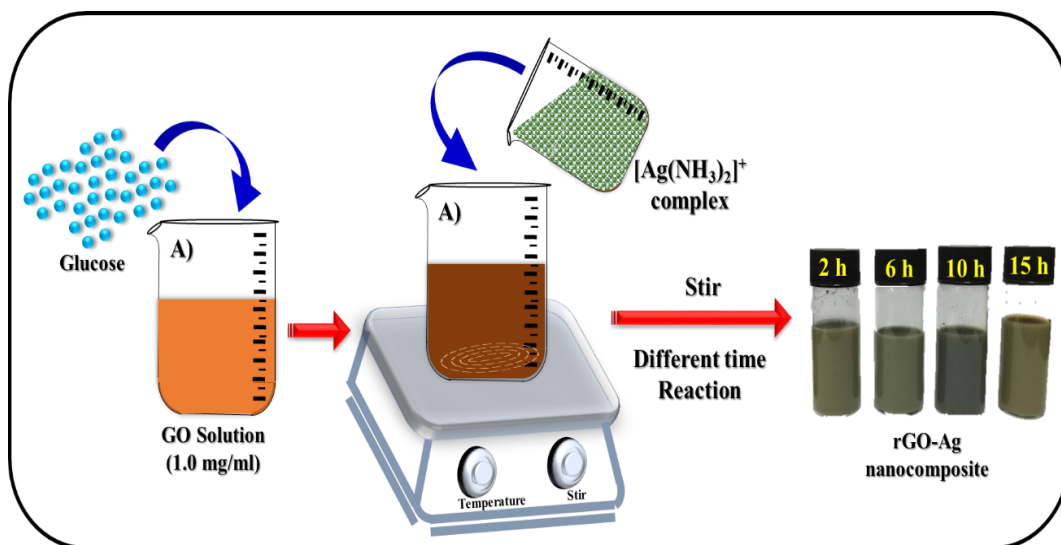 Glucose
A)
GO Solution
(1.0 mg/ml)
[Ag(NH₃)₂]⁺
complex
A)
Temperature
Stir
Stir
Different time
Reaction
2 h
6 h
10 h
15 h
rGO-Ag
nanocomposite